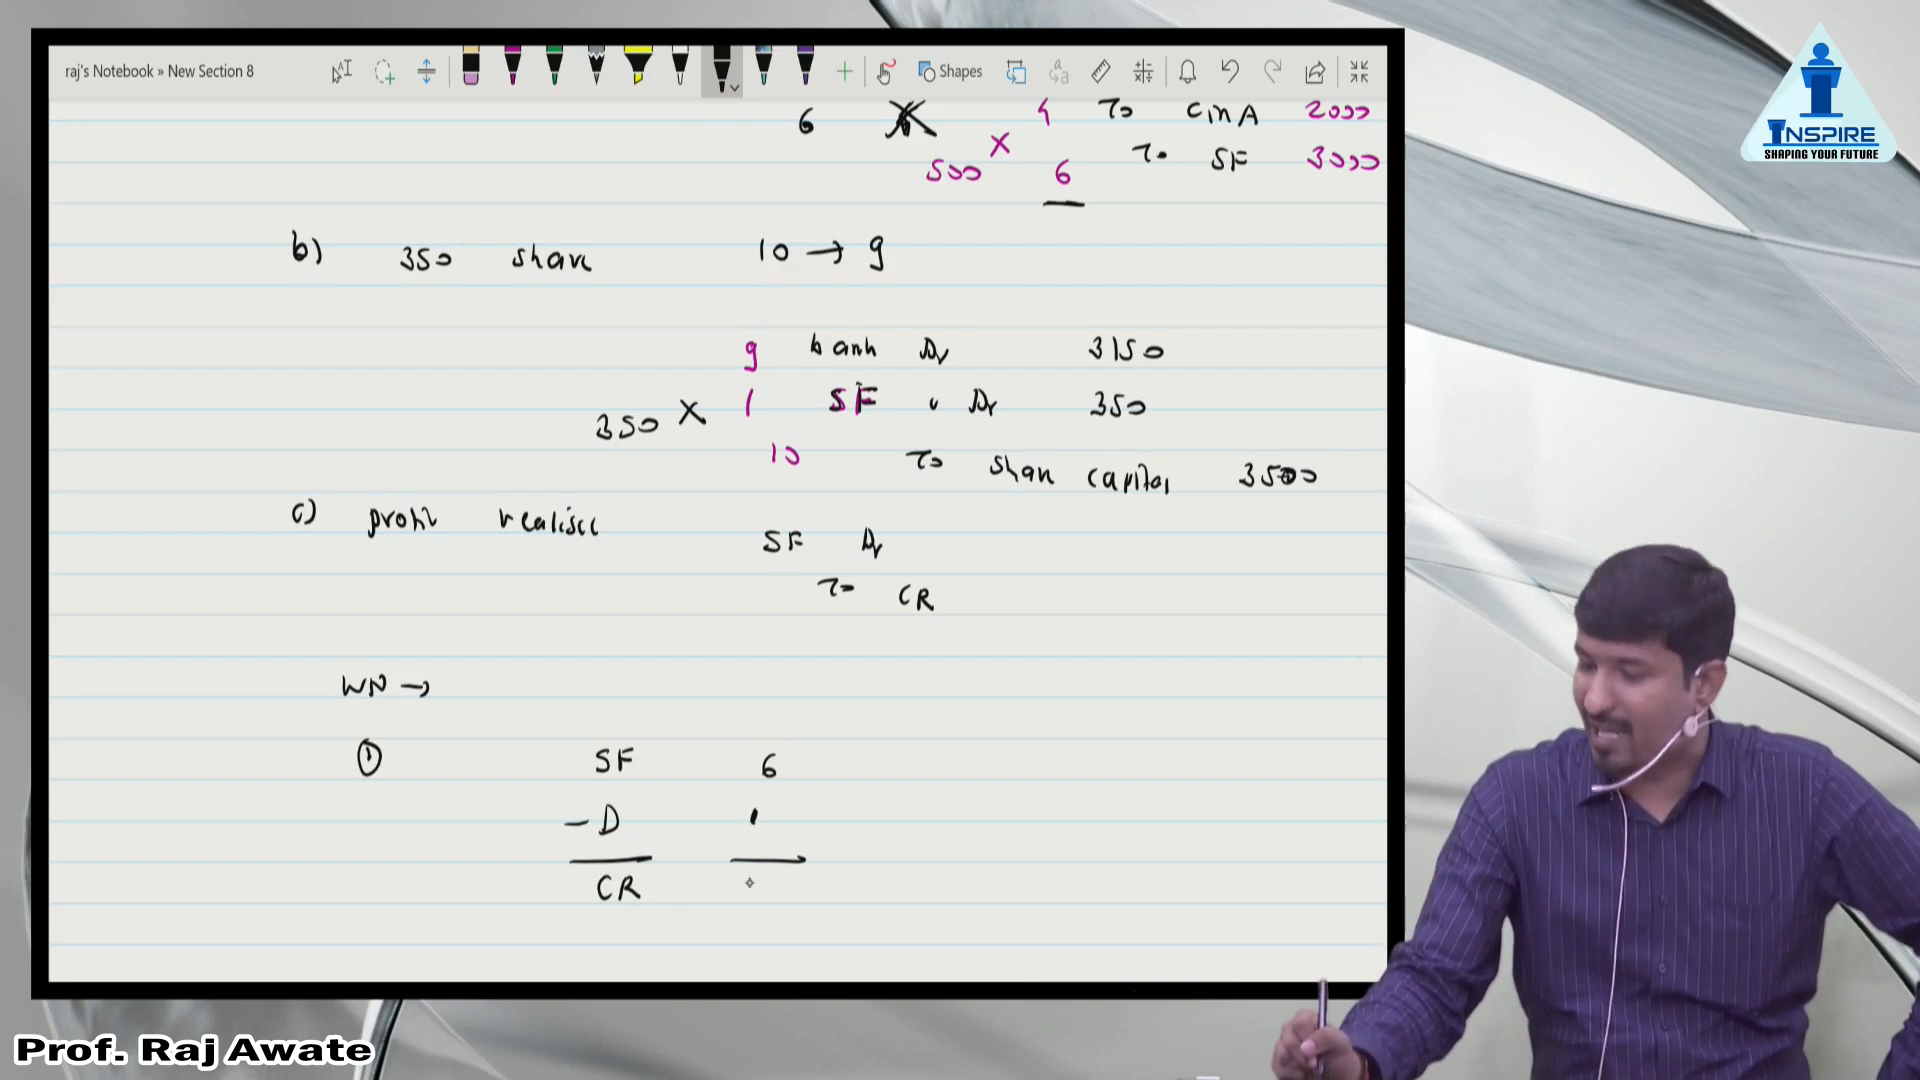 raj's Notebook » New Section 8
Shapes
6 4 To CinA 2000
500 × 6 To SF 3000
b) 350 share 10 → 9
9 bank Dr 3150
350 × 1 SF Dr 350
10 To share capital 3500
c) profit realise
SF Dr
To CR
WN →
① SF 6
- D 1
CR
INSPIRE
SHAPING YOUR FUTURE
Prof. Raj Awate